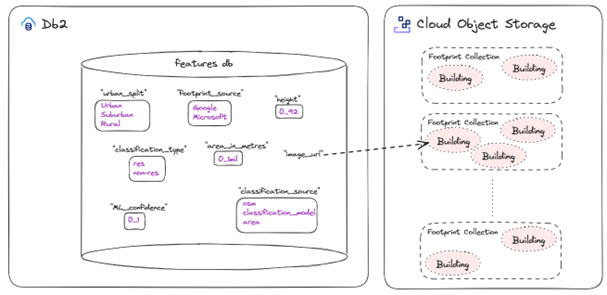 Db2
features db
"urban_split"
Urban
Suburban
Rural
"footprint_source"
Google
Microsoft
"height"
0_92
"classification_type"
res
non-res
"area_in_metres"
0_1mil
"image_url"
"ML_confidence"
0_1
"classification_source"
osm
classification_model
area
Cloud Object Storage
Footprint Collection
Building
Building
Footprint Collection
Building
Building
Building
Footprint Collection
Building
Building